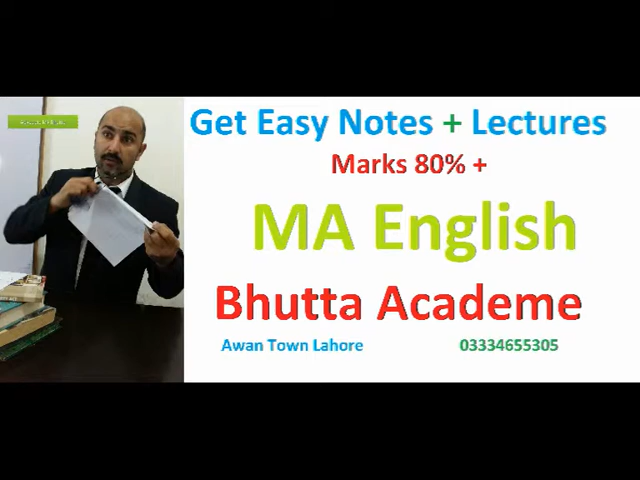 Get Easy Notes + Lectures
Marks 80% +
MA English
Bhutta Academe
Awan Town Lahore 03334655305